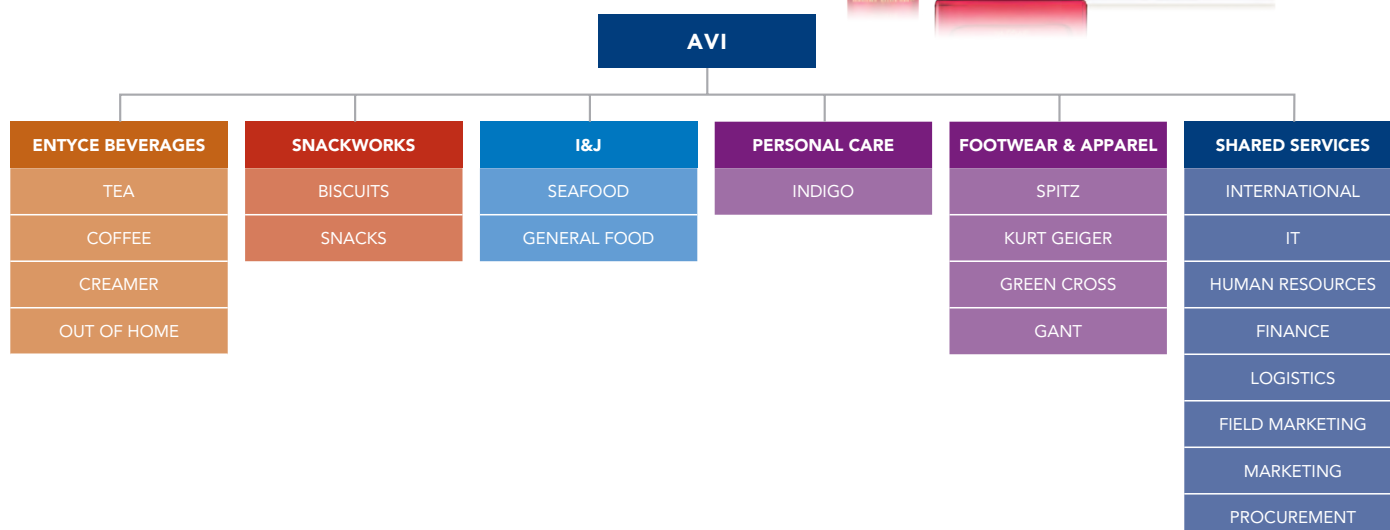 AVI
ENTYCE BEVERAGES
TEA
COFFEE
CREAMER
OUT OF HOME
SNACKWORKS
BISCUITS
SNACKS
I&J
SEAFOOD
GENERAL FOOD
PERSONAL CARE
INDIGO
FOOTWEAR & APPAREL
SPITZ
KURT GEIGER
GREEN CROSS
GANT
SHARED SERVICES
INTERNATIONAL
IT
HUMAN RESOURCES
FINANCE
LOGISTICS
FIELD MARKETING
MARKETING
PROCUREMENT